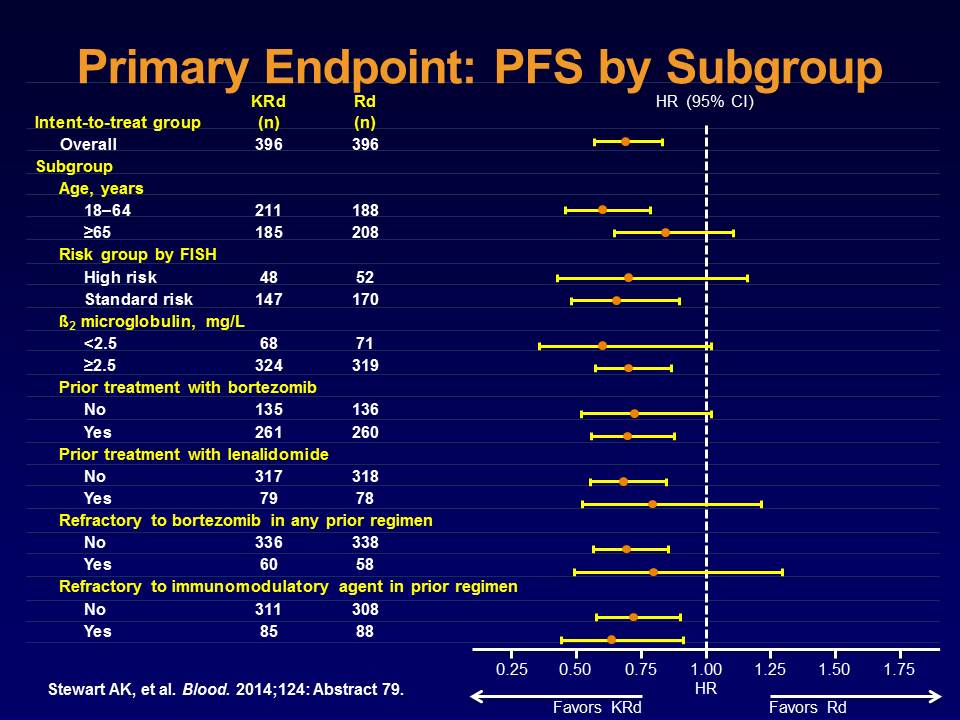 Primary Endpoint: PFS by Subgroup
KRd Rd HR (95% CI)
Intent-to-treat group (n) (n)
Overall 396 396
Subgroup
Age, years
18–64 211 188
≥65 185 208
Risk group by FISH
High risk 48 52
Standard risk 147 170
ß2 microglobulin, mg/L
<2.5 68 71
≥2.5 324 319
Prior treatment with bortezomib
No 135 136
Yes 261 260
Prior treatment with lenalidomide
No 317 318
Yes 79 78
Refractory to bortezomib in any prior regimen
No 336 338
Yes 60 58
Refractory to immunomodulatory agent in prior regimen
No 311 308
Yes 85 88
0.25 0.50 0.75 1.00 1.25 1.50 1.75
HR
Stewart AK, et al. Blood. 2014;124: Abstract 79.
Favors KRd Favors Rd